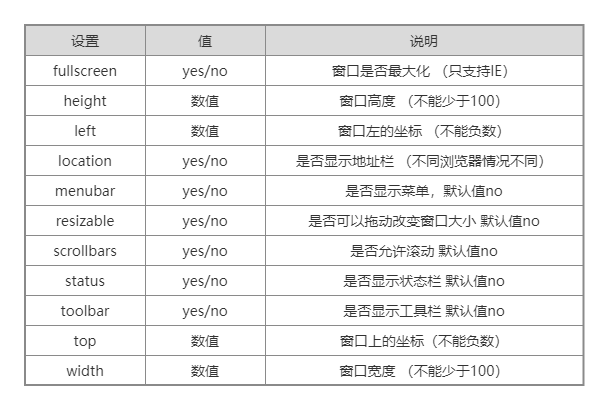 设置 值 说明
fullscreen yes/no 窗口是否最大化 （只支持IE）
height 数值 窗口高度 （不能少于100）
left 数值 窗口左的坐标 （不能负数）
location yes/no 是否显示地址栏 （不同浏览器情况不同）
menubar yes/no 是否显示菜单，默认值no
resizable yes/no 是否可以拖动改变窗口大小 默认值no
scrollbars yes/no 是否允许滚动 默认值no
status yes/no 是否显示状态栏 默认值no
toolbar yes/no 是否显示工具栏 默认值no
top 数值 窗口上的坐标（不能负数）
width 数值 窗口宽度 （不能少于100）